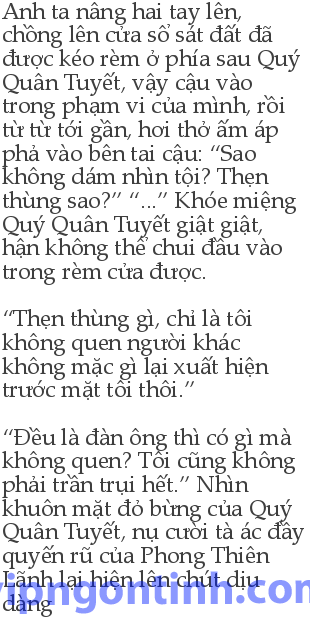 Anh ta nâng hai tay lên,
chồng lên cửa sổ sát đất đã
được kéo rèm ở phía sau Quý
Quân Tuyết, vây cậu vào
trong phạm vi của mình, rồi
từ từ tới gần, hơi thở ấm áp
phả vào bên tai cậu: “Sao
không dám nhìn tôi? Thẹn
thùng sao?” “...” Khóe miệng
Quý Quân Tuyết giật giật,
hận không thể chui đầu vào
trong rèm cửa được.

“Thẹn thùng gì, chỉ là tôi
không quen người khác
không mặc gì lại xuất hiện
trước mặt tôi thôi.”

“Đều là đàn ông thì có gì mà
không quen? Tôi cũng không
phải trần trụi hết.” Nhìn
khuôn mặt đỏ bừng của Quý
Quân Tuyết, nụ cười tà ác đầy
quyến rũ của Phong Thiên
Lãnh lại hiện lên chút dịu
dàng
vipngontinh.com